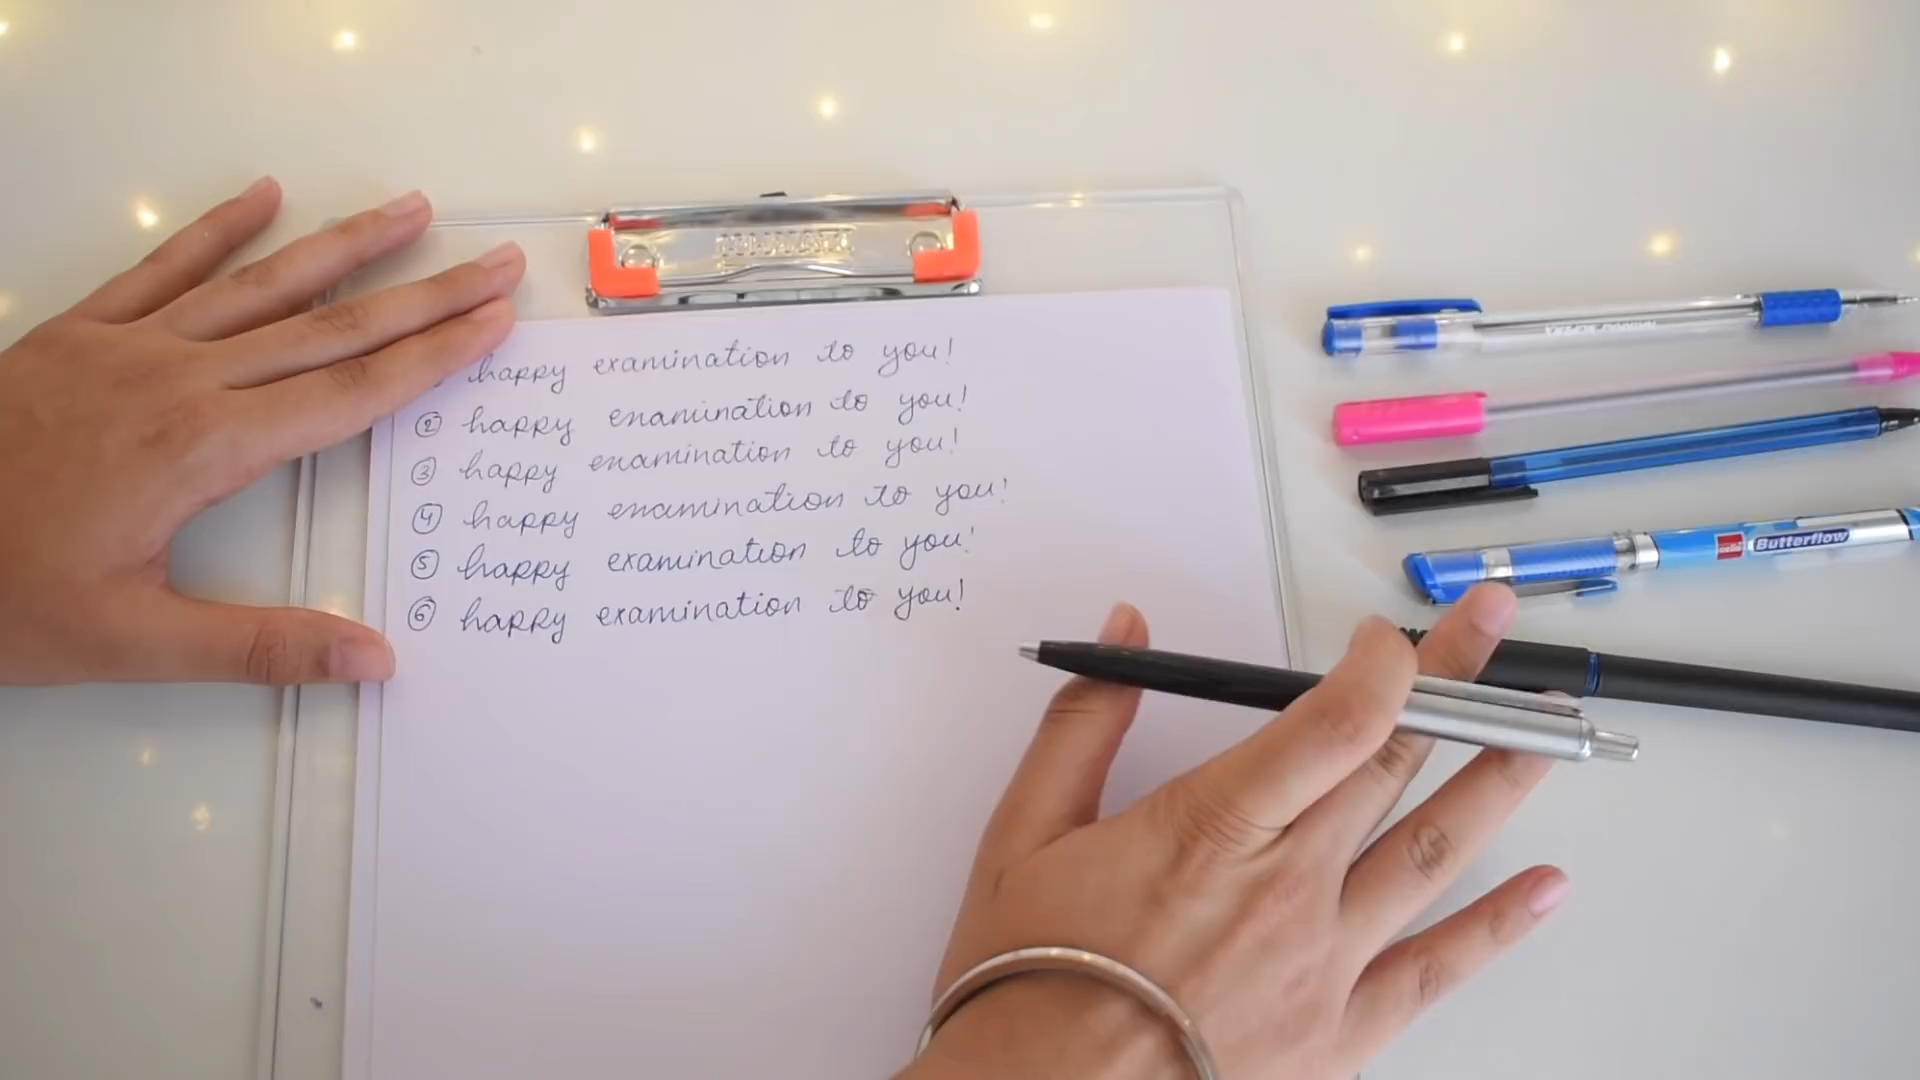 happy examination to you!
② happy examination to you!
③ happy examination to you!
④ happy examination to you!
⑤ happy examination to you!
⑥ happy examination to you!
cello Butterflow